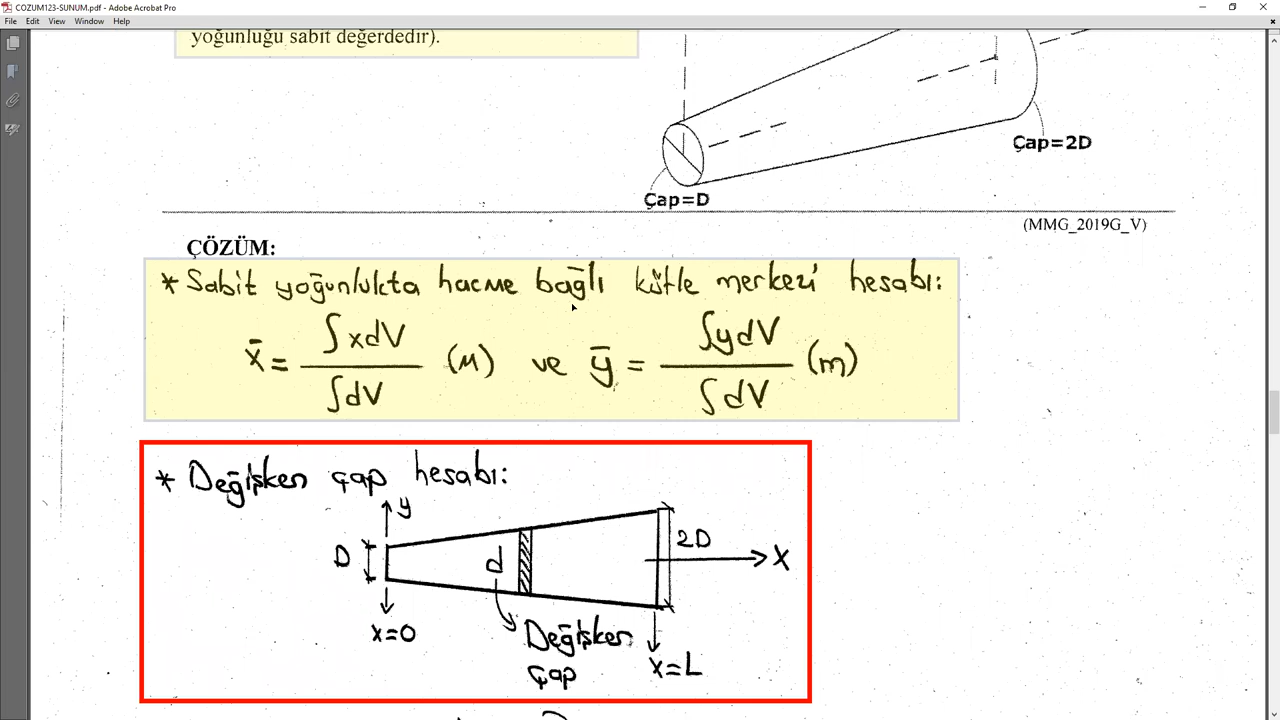 COZUM123-SUNUM.pdf - Adobe Acrobat Pro
File Edit View Window Help
yoğunluğu sabit değerdedir).
Çap=2D
Çap=D
(MMG_2019G_V)
ÇÖZÜM:
* Sabit yoğunlukta hacme bağlı kütle merkezi hesabı:
x̄ = ∫xdV / ∫dV (m) ve ȳ = ∫ydV / ∫dV (m)
* Değişken çap hesabı:
y
D
d
2D
X
x=0
Değişken
çap
x=L